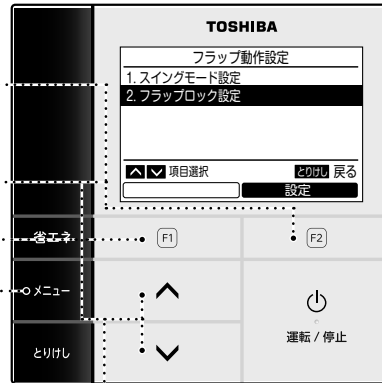 TOSHIBA
フラップ動作設定
1. スイングモード設定
2. フラップロック設定
項目選択 とりけし 戻る
設定
省エネ F1 F2
メニュー
運転 / 停止
とりけし